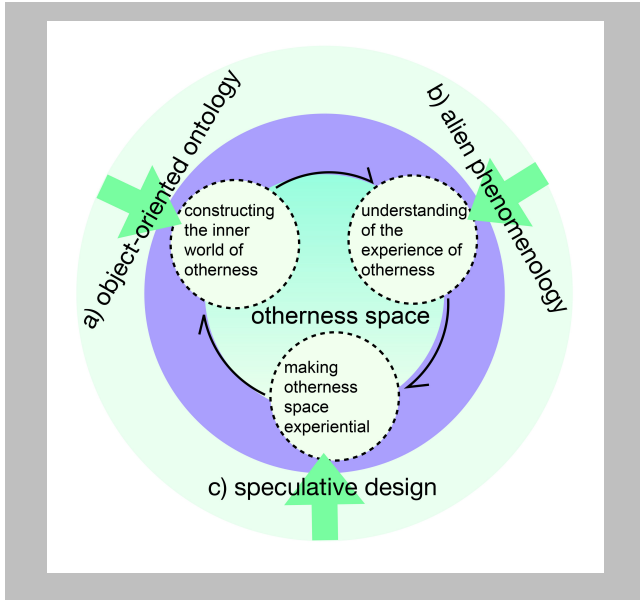 a) object-oriented ontology
b) alien phenomenology
constructing
the inner
world of
otherness
understanding
of the
experience of
otherness
otherness space
making
otherness
space
experiential
c) speculative design